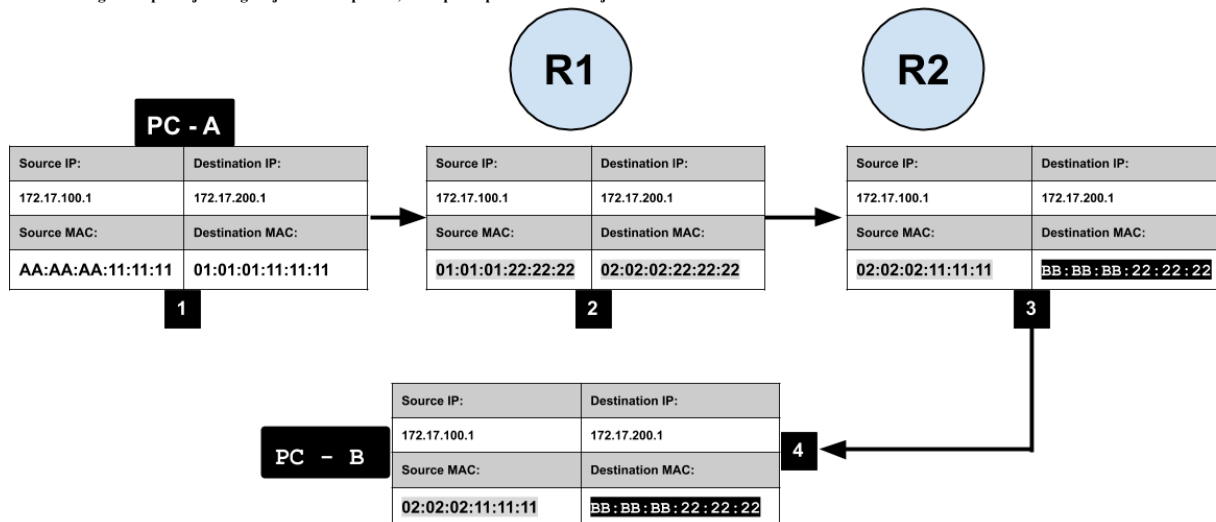 R1
R2
PC - A
Source IP: Destination IP:
172.17.100.1 172.17.200.1
Source MAC: Destination MAC:
AA:AA:AA:11:11:11 01:01:01:11:11:11
1
Source IP: Destination IP:
172.17.100.1 172.17.200.1
Source MAC: Destination MAC:
01:01:01:22:22:22 02:02:02:22:22:22
2
Source IP: Destination IP:
172.17.100.1 172.17.200.1
Source MAC: Destination MAC:
02:02:02:11:11:11 BB:BB:BB:22:22:22
3
PC - B
Source IP: Destination IP:
172.17.100.1 172.17.200.1
Source MAC: Destination MAC:
02:02:02:11:11:11 BB:BB:BB:22:22:22
4